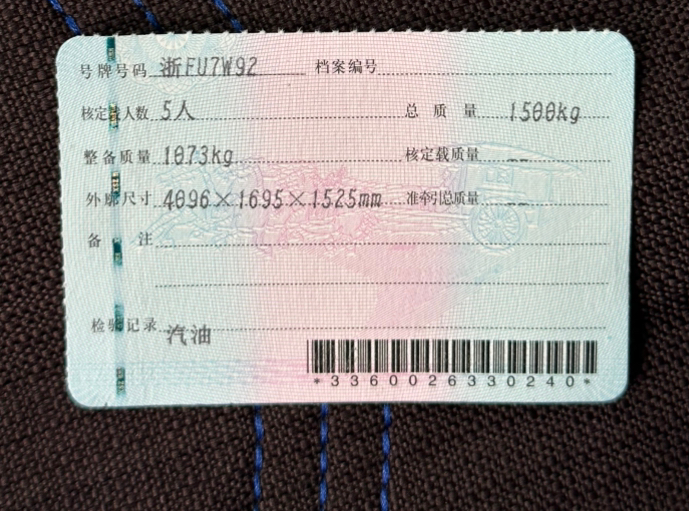 号牌号码 浙FU7W92 档案编号
核定载人数 5人 总质量 1500kg
整备质量 1073kg 核定载质量 --
外廓尺寸 4096×1695×1525mm 准牵引总质量 --
备注
检验记录 汽油
*3360026330240*